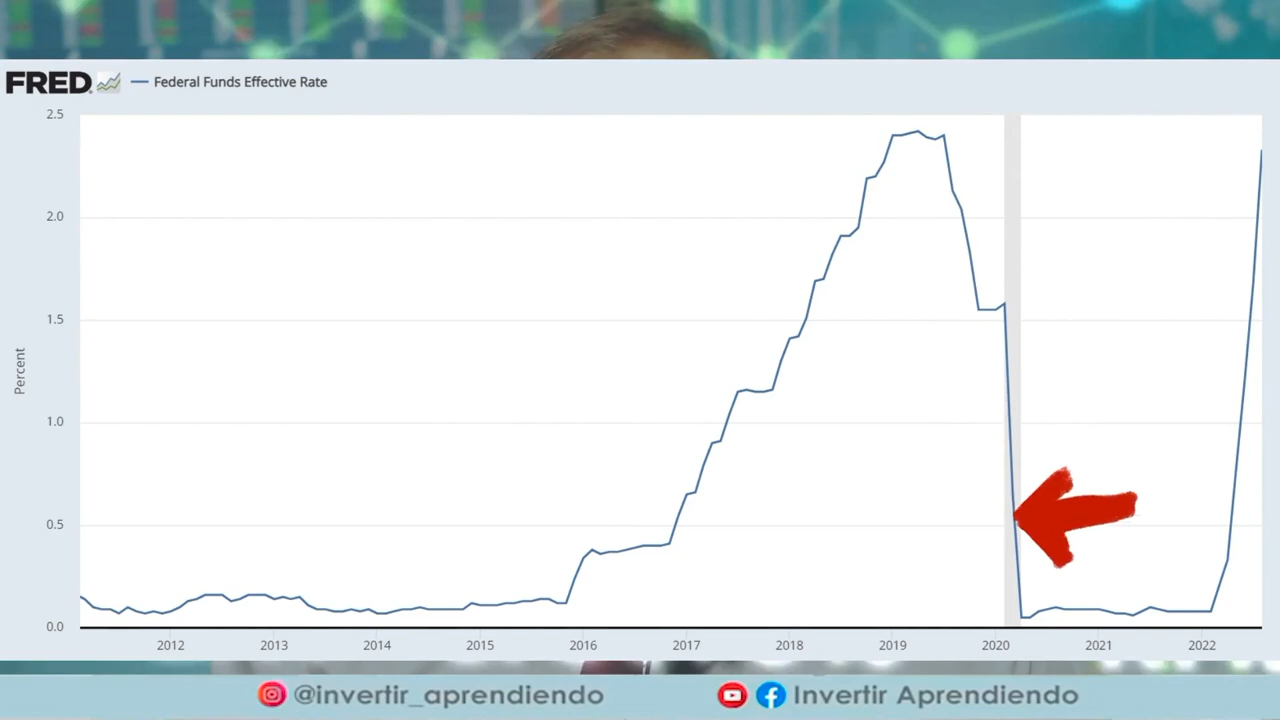 FRED Federal Funds Effective Rate
2.5
2.0
1.5
1.0
0.5
0.0
Percent
2012 2013 2014 2015 2016 2017 2018 2019 2020 2021 2022
@invertir_aprendiendo Invertir Aprendiendo